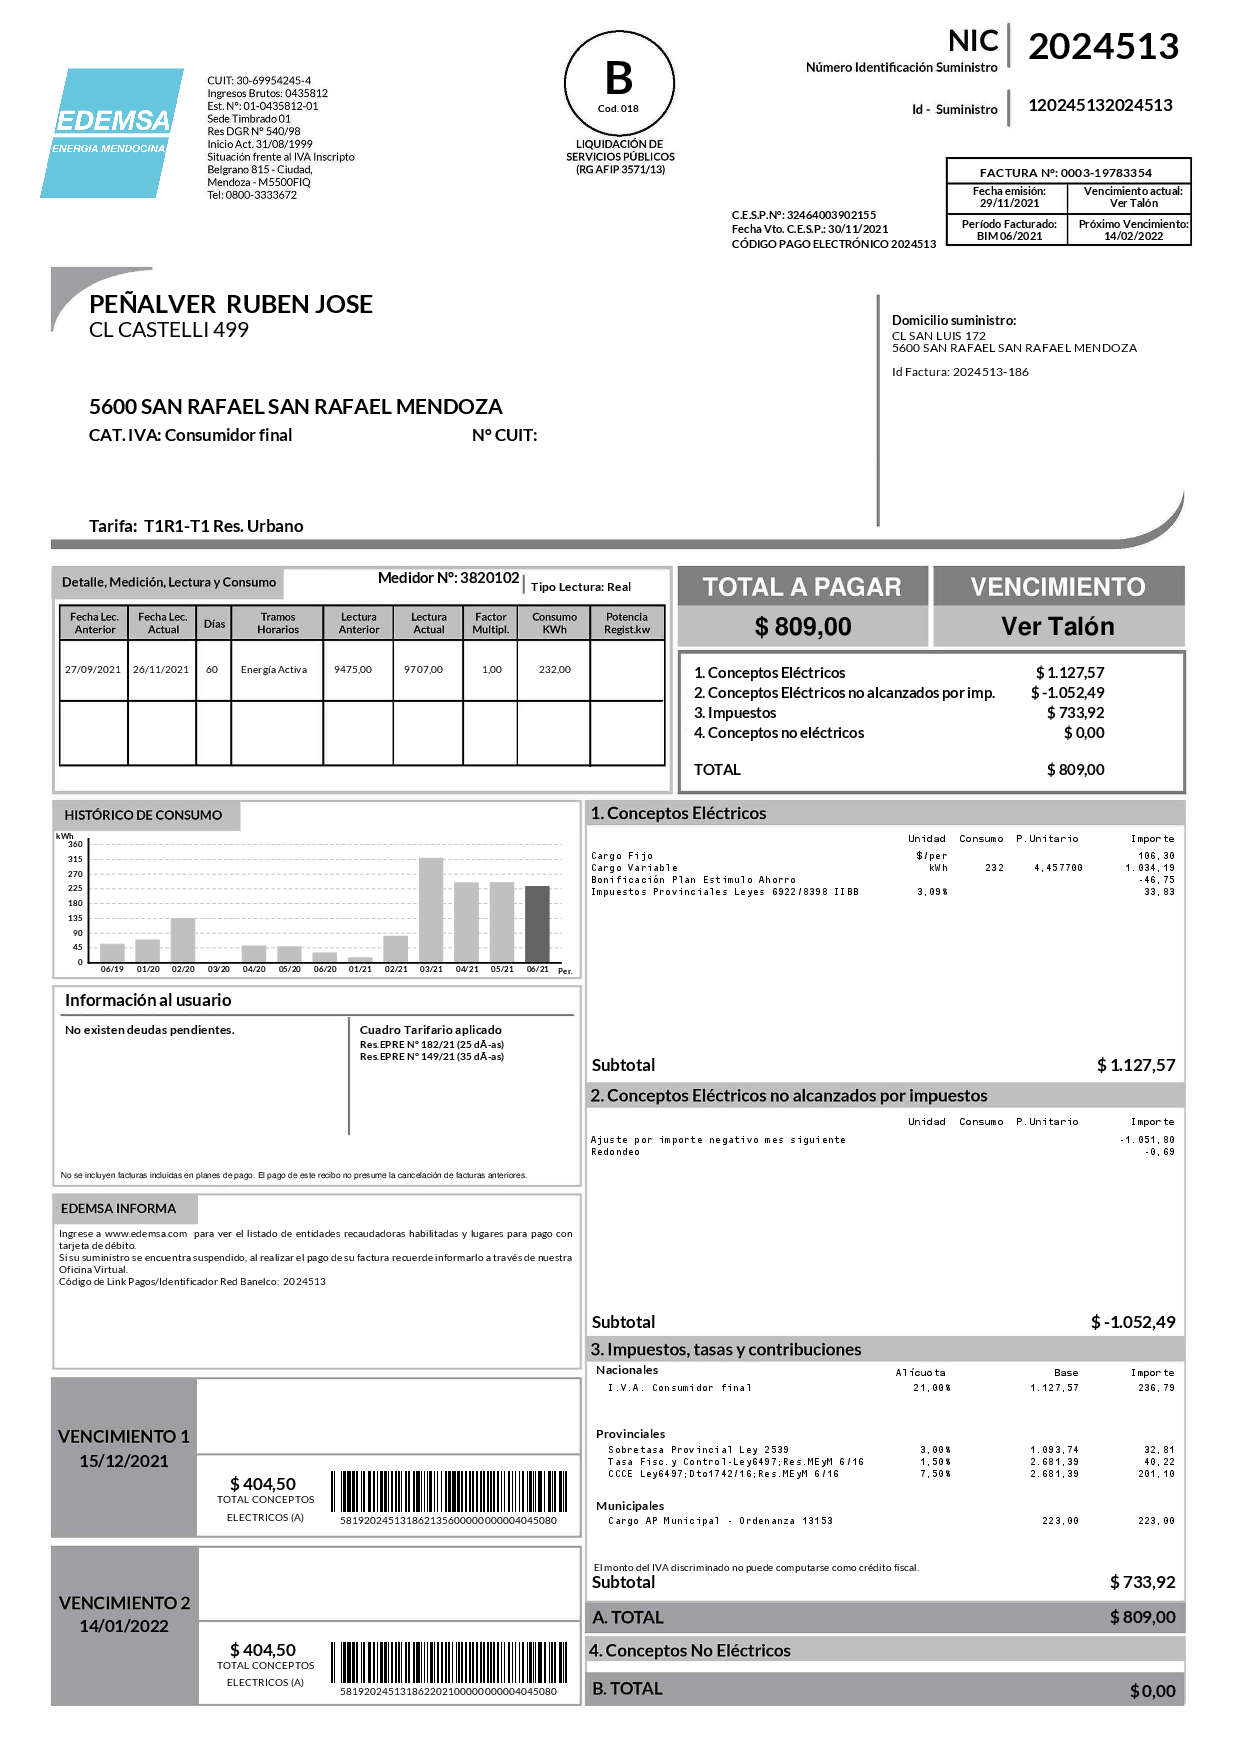 EDEMSA
ENERGIA MENDOCINA
CUIT: 30-69954245-4
Ingresos Brutos: 0435812
Est. Nº: 01-0435812-01
Sede Timbrado 01
Res DGR Nº 540/98
Inicio Act. 31/08/1999
Situación frente al IVA Inscripto
Belgrano 815 - Ciudad,
Mendoza - M5500FIQ
Tel: 0800-3333672
B
Cod. 018
LIQUIDACIÓN DE
SERVICIOS PÚBLICOS
(RG AFIP 3571/13)
NIC 2024513
Número Identificación Suministro
Id - Suministro 120245132024513
C.E.S.P.Nº: 32464003902155
Fecha Vto. C.E.S.P.: 30/11/2021
CÓDIGO PAGO ELECTRÓNICO 2024513
FACTURA Nº: 0003-19783354
Fecha emisión: Vencimiento actual:
29/11/2021 Ver Talón
Período Facturado: Próximo Vencimiento:
BIM 06/2021 14/02/2022
PEÑALVER RUBEN JOSE
CL CASTELLI 499
5600 SAN RAFAEL SAN RAFAEL MENDOZA
CAT. IVA: Consumidor final Nº CUIT:
Tarifa: T1R1-T1 Res. Urbano
Domicilio suministro:
CL SAN LUIS 172
5600 SAN RAFAEL SAN RAFAEL MENDOZA
Id Factura: 2024513-186
Detalle, Medición, Lectura y Consumo Medidor Nº: 3820102 Tipo Lectura: Real
Fecha Lec. Fecha Lec. Días Tramos Lectura Lectura Factor Consumo Potencia
Anterior Actual Horarios Anterior Actual Multipl. KWh Regist.kw
27/09/2021 26/11/2021 60 Energía Activa 9475,00 9707,00 1,00 232,00
TOTAL A PAGAR VENCIMIENTO
$ 809,00 Ver Talón
1. Conceptos Eléctricos $ 1.127,57
2. Conceptos Eléctricos no alcanzados por imp. $ -1.052,49
3. Impuestos $ 733,92
4. Conceptos no eléctricos $ 0,00
TOTAL $ 809,00
HISTÓRICO DE CONSUMO
kWh
360
315
270
225
180
135
90
45
0
06/19 01/20 02/20 03/20 04/20 05/20 06/20 01/21 02/21 03/21 04/21 05/21 06/21 Per.
Información al usuario
No existen deudas pendientes.
Cuadro Tarifario aplicado
Res.EPRE Nº 182/21 (25 dÃ-as)
Res.EPRE Nº 149/21 (35 dÃ-as)
No se incluyen facturas incluidas en planes de pago. El pago de este recibo no presume la cancelación de facturas anteriores.
EDEMSA INFORMA
Ingrese a www.edemsa.com para ver el listado de entidades recaudadoras habilitadas y lugares para pago con
tarjeta de débito.
Si su suministro se encuentra suspendido, al realizar el pago de su factura recuerde informarlo a través de nuestra
Oficina Virtual.
Código de Link Pagos/Identificador Red Banelco: 2024513
VENCIMIENTO 1
15/12/2021
$ 404,50
TOTAL CONCEPTOS
ELECTRICOS (A)
58192024513186213560000000004045080
VENCIMIENTO 2
14/01/2022
$ 404,50
TOTAL CONCEPTOS
ELECTRICOS (A)
58192024513186220210000000004045080
1. Conceptos Eléctricos
Unidad Consumo P.Unitario Importe
Cargo Fijo $/per 106,30
Cargo Variable kWh 232 4,457700 1.034,19
Bonificación Plan Estimulo Ahorro -46,75
Impuestos Provinciales Leyes 6922/8398 IIBB 3,09% 33,83
Subtotal $ 1.127,57
2. Conceptos Eléctricos no alcanzados por impuestos
Unidad Consumo P.Unitario Importe
Ajuste por importe negativo mes siguiente -1.051,80
Redondeo -0,69
Subtotal $ -1.052,49
3. Impuestos, tasas y contribuciones
Nacionales Alícuota Base Importe
I.V.A. Consumidor final 21,00% 1.127,57 236,79
Provinciales
Sobretasa Provincial Ley 2539 3,00% 1.093,74 32,81
Tasa Fisc.y Control-Ley6497;Res.MEyM 6/16 1,50% 2.681,39 40,22
CCCE Ley6497;Dto1742/16;Res.MEyM 6/16 7,50% 2.681,39 201,10
Municipales
Cargo AP Municipal - Ordenanza 13153 223,00 223,00
El monto del IVA discriminado no puede computarse como crédito fiscal.
Subtotal $ 733,92
A. TOTAL $ 809,00
4. Conceptos No Eléctricos
B. TOTAL $ 0,00